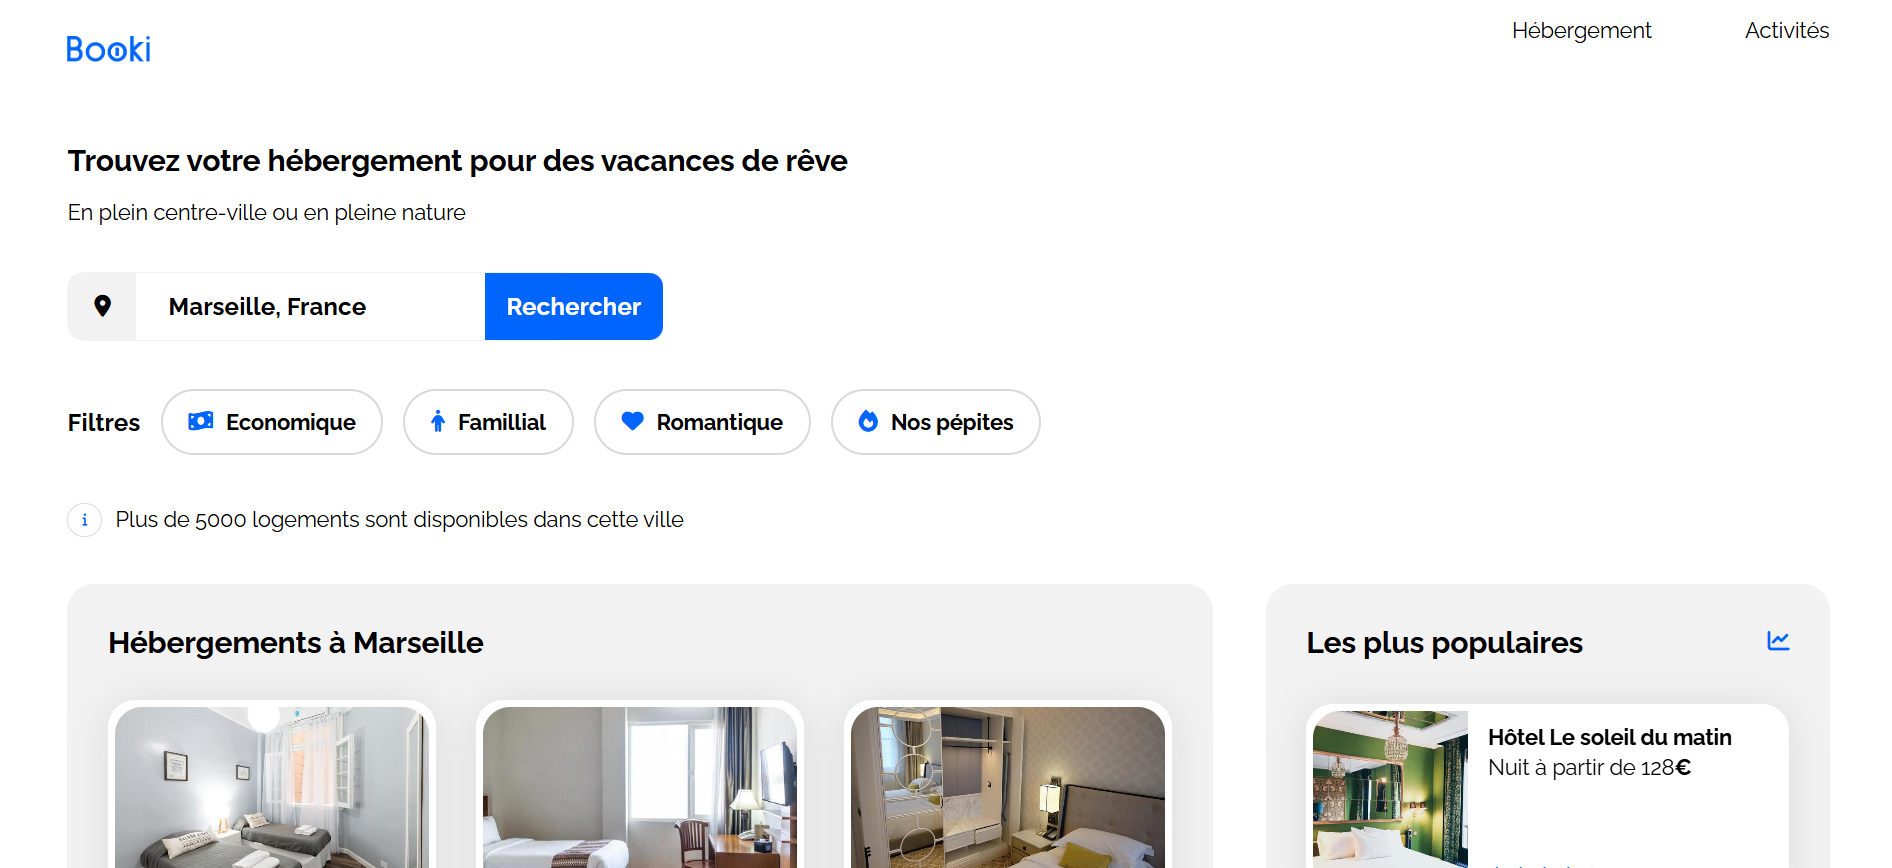 Booki
Hébergement
Activités
Trouvez votre hébergement pour des vacances de rêve
En plein centre-ville ou en pleine nature
Marseille, France
Rechercher
Filtres
Economique
Famillial
Romantique
Nos pépites
i
Plus de 5000 logements sont disponibles dans cette ville
Hébergements à Marseille
Les plus populaires
Hôtel Le soleil du matin
Nuit à partir de 128€